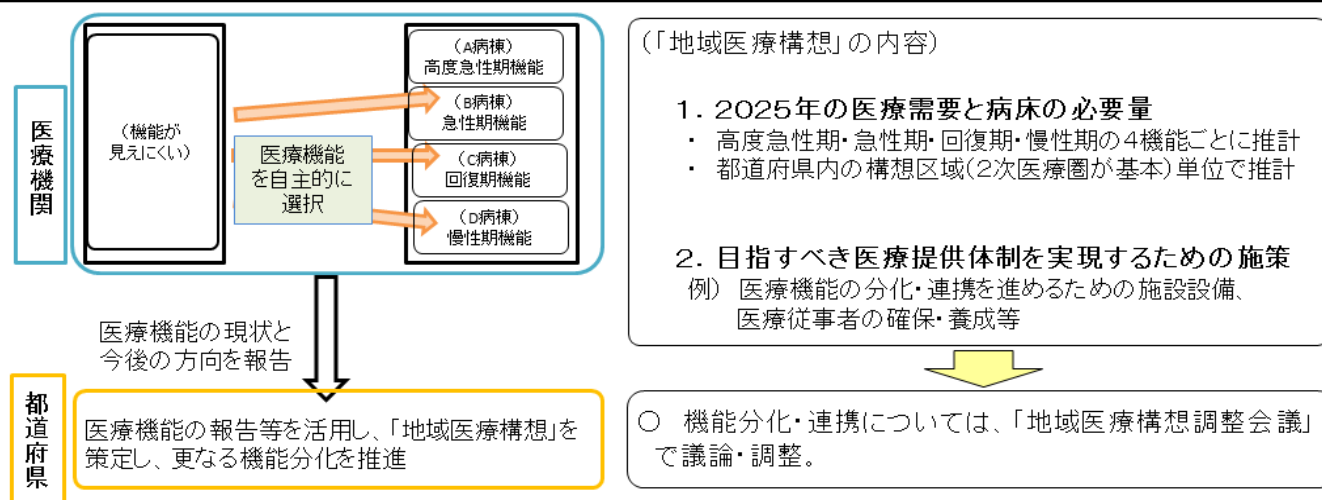 医療機関
(機能が
見えにくい)
医療機能
を自主的に
選択
(A病棟)
高度急性期機能
(B病棟)
急性期機能
(C病棟)
回復期機能
(D病棟)
慢性期機能
医療機能の現状と
今後の方向を報告
都道府県
医療機能の報告等を活用し、「地域医療構想」を
策定し、更なる機能分化を推進
(「地域医療構想」の内容)
1. 2025年の医療需要と病床の必要量
・ 高度急性期・急性期・回復期・慢性期の4機能ごとに推計
・ 都道府県内の構想区域(2次医療圏が基本)単位で推計
2. 目指すべき医療提供体制を実現するための施策
例) 医療機能の分化・連携を進めるための施設設備、
医療従事者の確保・養成等
○ 機能分化・連携については、「地域医療構想調整会議」
で議論・調整。